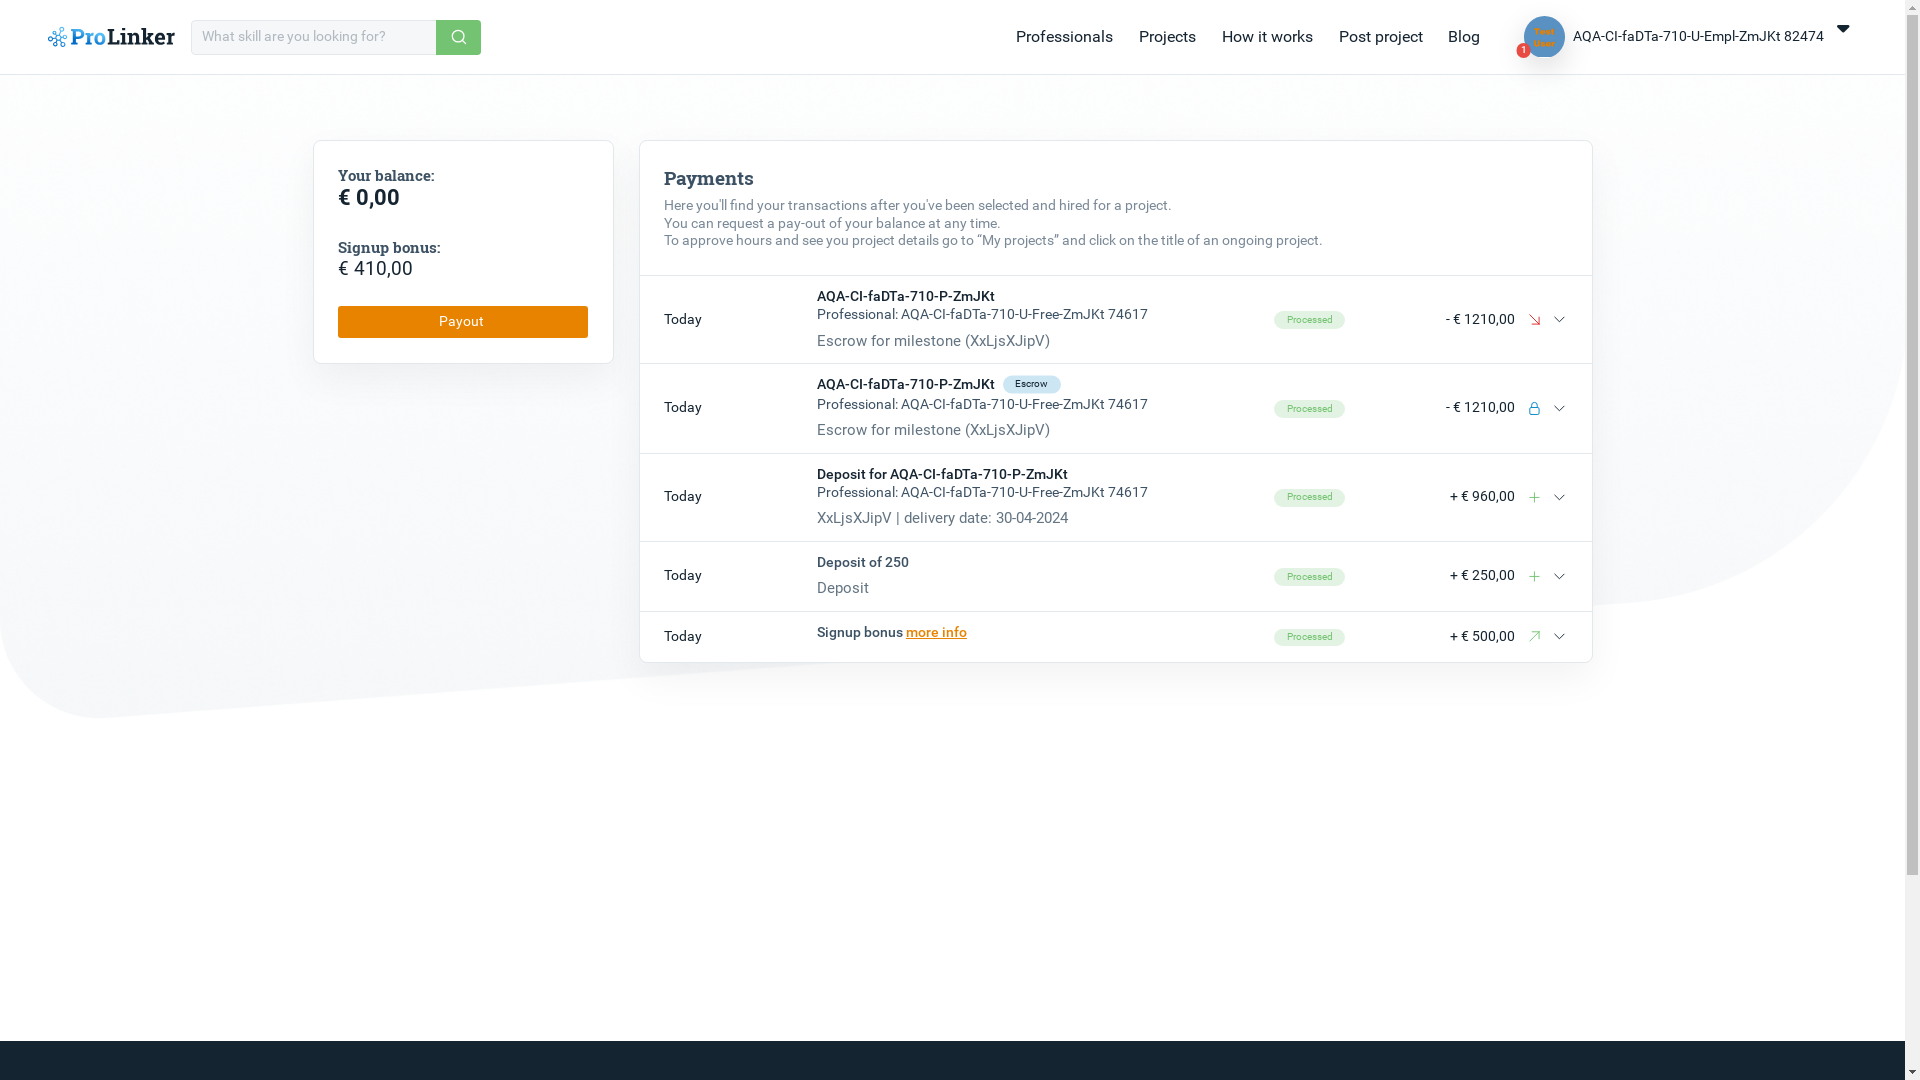 ProLinker
What skill are you looking for?
Professionals
Projects
How it works
Post project
Blog
Test
User
1
AQA-CI-faDTa-710-U-Empl-ZmJKt 82474
Your balance:
€ 0,00
Signup bonus:
€ 410,00
Payout
Payments
Here you'll find your transactions after you've been selected and hired for a project.
You can request a pay-out of your balance at any time.
To approve hours and see you project details go to “My projects” and click on the title of an ongoing project.
AQA-CI-faDTa-710-P-ZmJKt
Today Professional: AQA-CI-faDTa-710-U-Free-ZmJKt 74617 Processed - € 1210,00
Escrow for milestone (XxLjsXJipV)
AQA-CI-faDTa-710-P-ZmJKt Escrow
Today Professional: AQA-CI-faDTa-710-U-Free-ZmJKt 74617 Processed - € 1210,00
Escrow for milestone (XxLjsXJipV)
Deposit for AQA-CI-faDTa-710-P-ZmJKt
Today Professional: AQA-CI-faDTa-710-U-Free-ZmJKt 74617 Processed + € 960,00
XxLjsXJipV | delivery date: 30-04-2024
Deposit of 250
Today Processed + € 250,00
Deposit
Today Signup bonus more info Processed + € 500,00